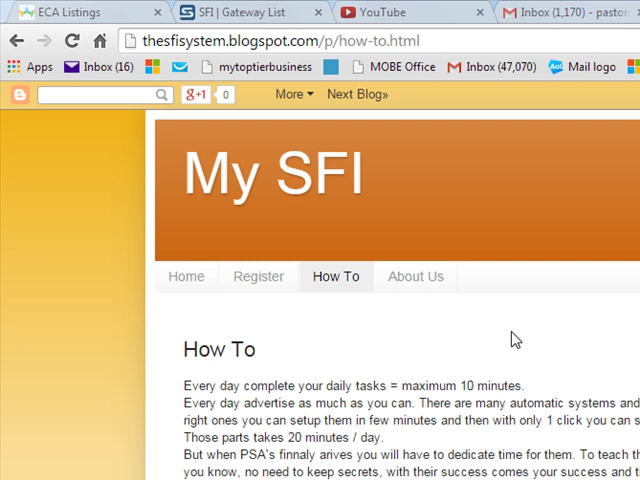 ECA Listings
SFI | Gateway List
YouTube
Inbox (1,170) - pastom
thesfisystem.blogspot.com/p/how-to.html
Apps
Inbox (16)
mytoptierbusiness
MOBE Office
Inbox (47,070)
Aol
Mail logo
g+1
0
More
Next Blog»
My SFI
Home
Register
How To
About Us
How To
Every day complete your daily tasks = maximum 10 minutes.
Every day advertise as much as you can. There are many automatic systems and
right ones you can setup them in few minutes and then with only 1 click you can s
Those parts takes 20 minutes / day.
But when PSA's finnaly arives you will have to dedicate time for them. To teach th
you know, no need to keep secrets, with their success comes your success and t